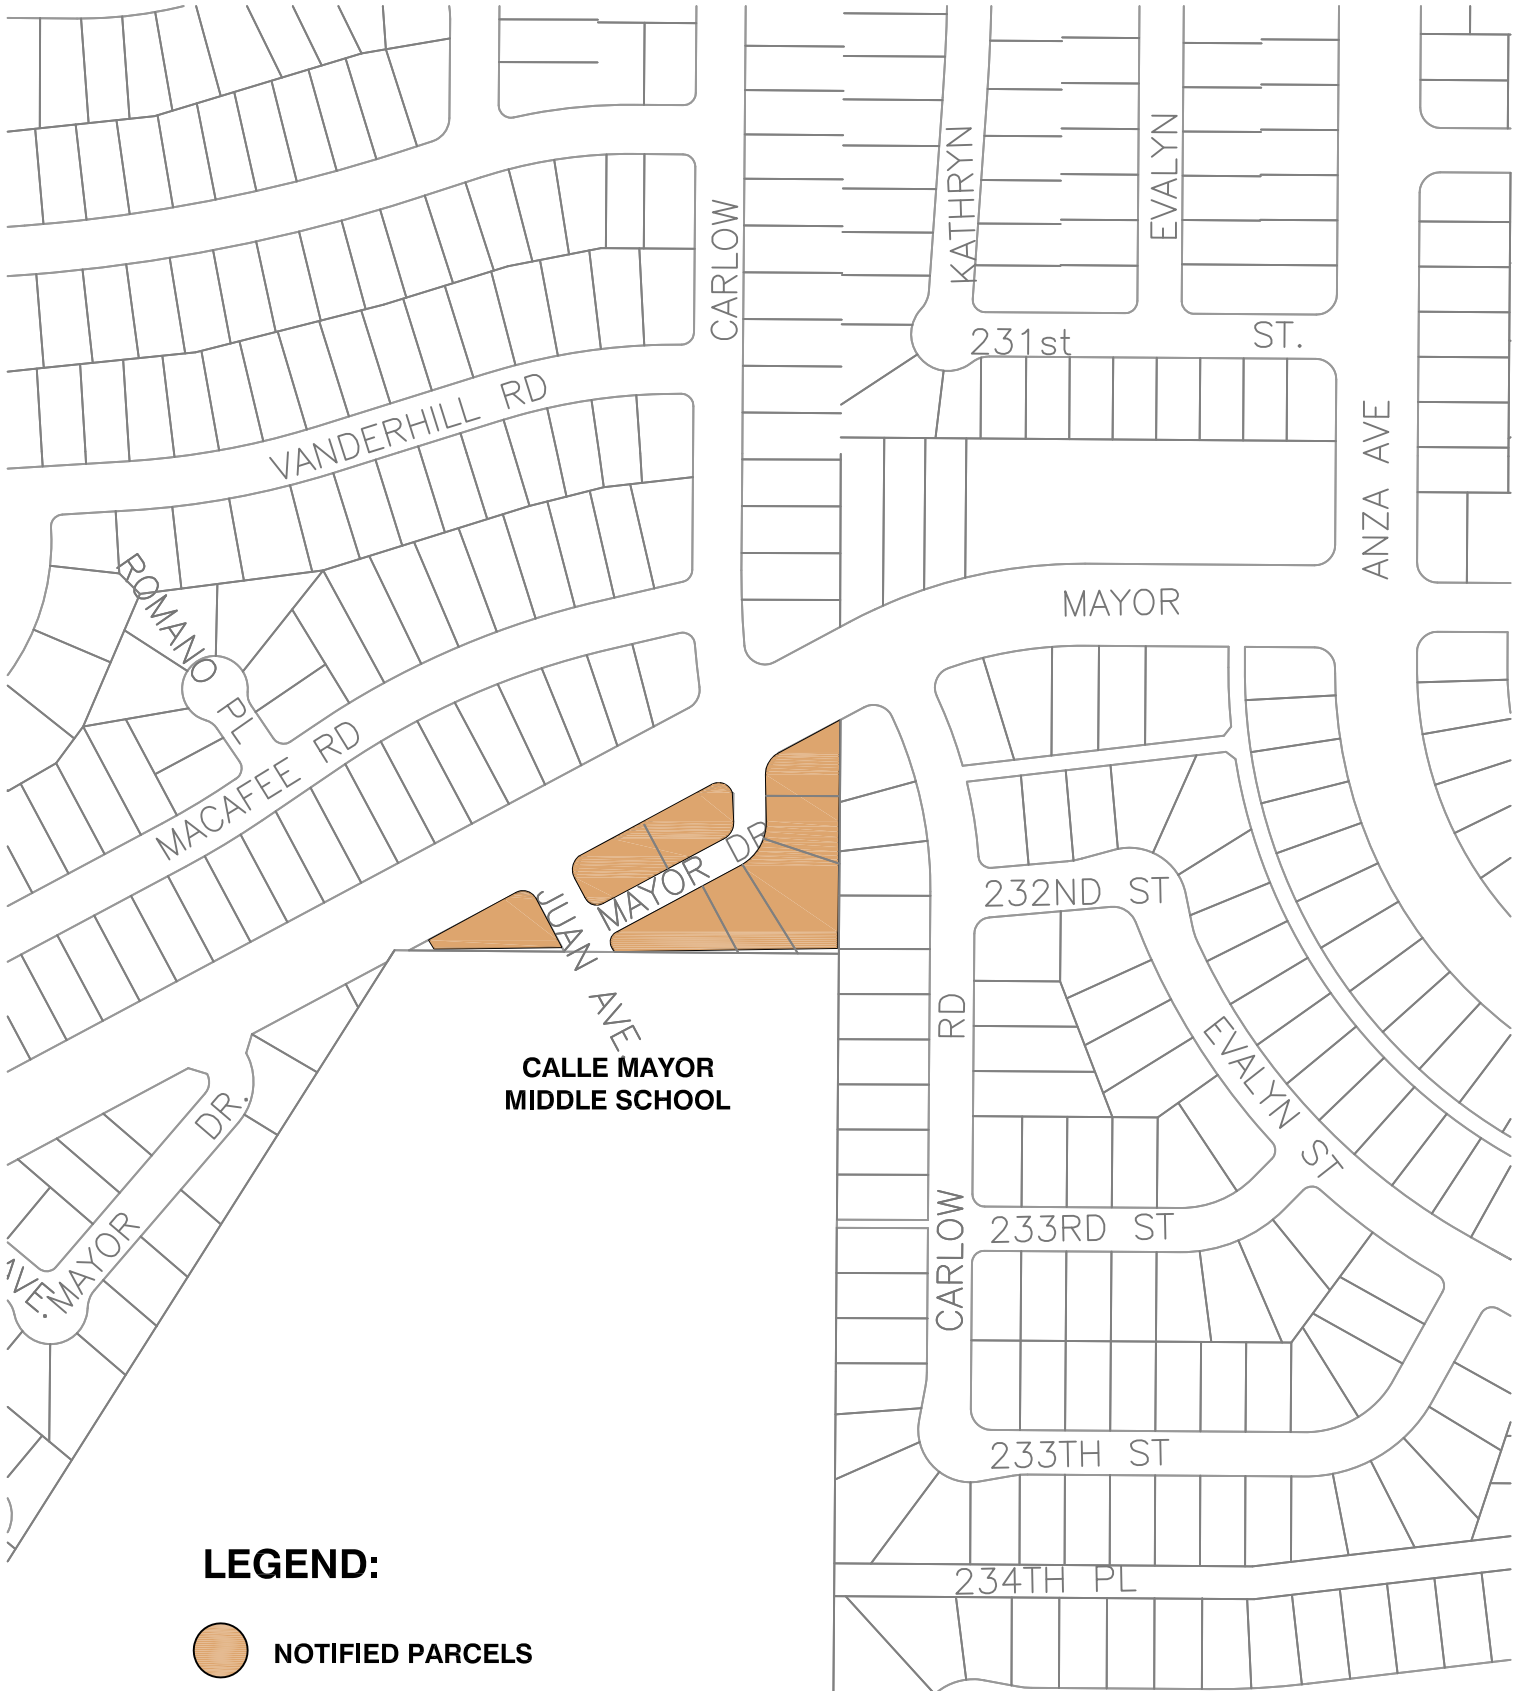 KATHRYN
EVALYN
CARLOW
231st ST.
VANDERHILL RD
ANZA AVE
ROMANO PL
MAYOR
MACAFEE RD
MAYOR DR
JUAN AVE.
232ND ST
RD
EVALYN ST
CALLE MAYOR
MIDDLE SCHOOL
DR.
MAYOR
AVE.
CARLOW
233RD ST
233TH ST
234TH PL
LEGEND:
NOTIFIED PARCELS